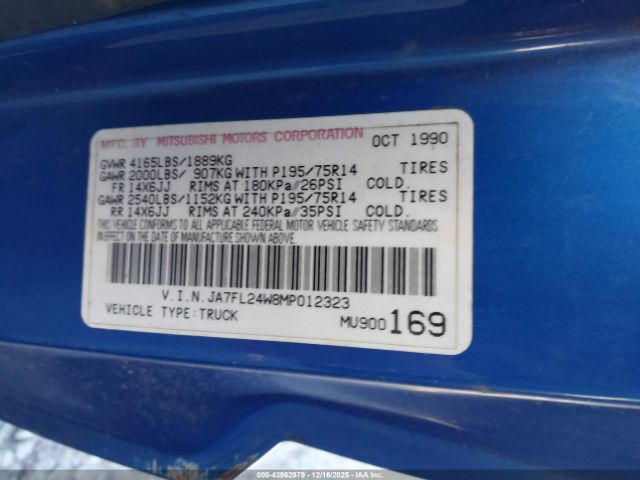 MFD. BY MITSUBISHI MOTORS CORPORATION OCT 1990
GVWR 4165LBS/1889KG
GAWR 2000LBS/ 907KG WITH P195/75R14 TIRES
FR 14X6JJ RIMS AT 180KPa/26PSI COLD.
GAWR 2540LBS/1152KG WITH P195/75R14 TIRES
RR 14X6JJ RIMS AT 240KPa/35PSI COLD.
THIS VEHICLE CONFORMS TO ALL APPLICABLE FEDERAL MOTOR VEHICLE SAFETY STANDARDS
IN EFFECT ON THE DATE OF MANUFACTURE SHOWN ABOVE.
V.I.N.JA7FL24W8MP012323
VEHICLE TYPE:TRUCK MU900 169
000-43962979 - 12/16/2025 - IAAI.COM